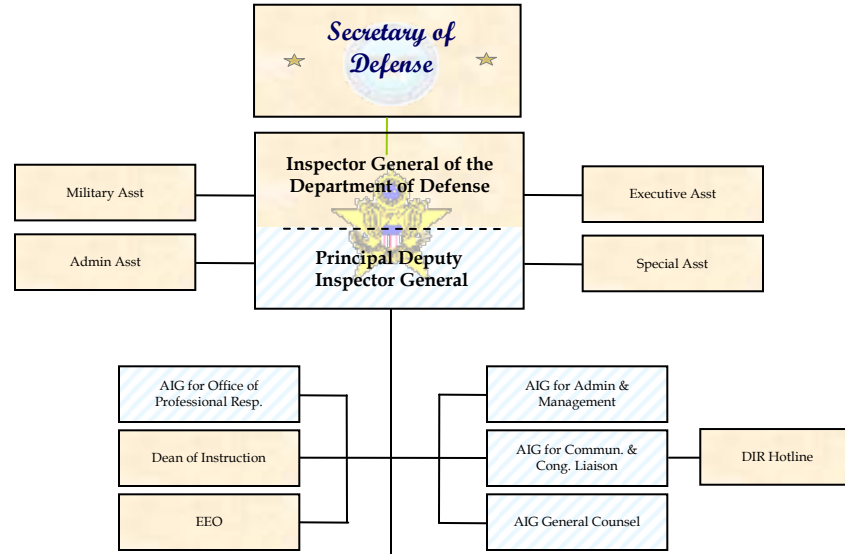 Secretary of
Defense
Inspector General of the
Department of Defense
Principal Deputy
Inspector General
Military Asst
Admin Asst
Executive Asst
Special Asst
AIG for Office of
Professional Resp.
Dean of Instruction
EEO
AIG for Admin &
Management
AIG for Commun. &
Cong. Liaison
DIR Hotline
AIG General Counsel